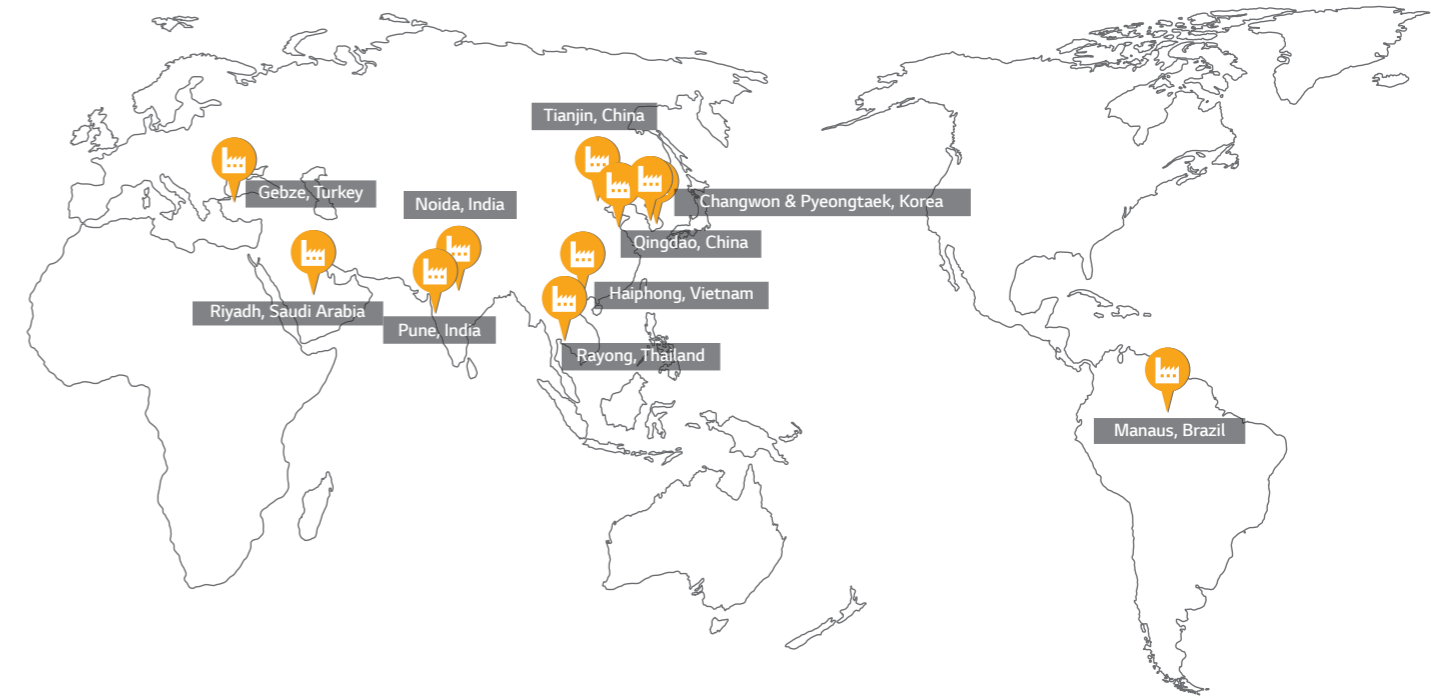 Tianjin, China
Gebze, Turkey
Noida, India
Changwon & Pyeongtaek, Korea
Qingdao, China
Haiphong, Vietnam
Riyadh, Saudi Arabia
Pune, India
Rayong, Thailand
Manaus, Brazil